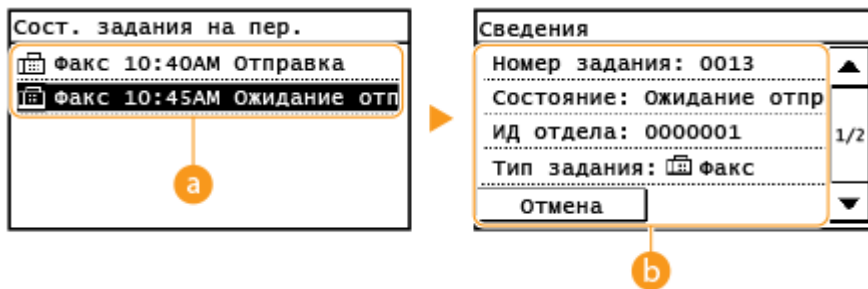 Сост. задания на пер.
Факс 10:40AM Отправка
Факс 10:45AM Ожидание отп
a
Сведения
Номер задания: 0013
Состояние: Ожидание отпр
ИД отдела: 0000001
1/2
Тип задания: Факс
Отмена
b